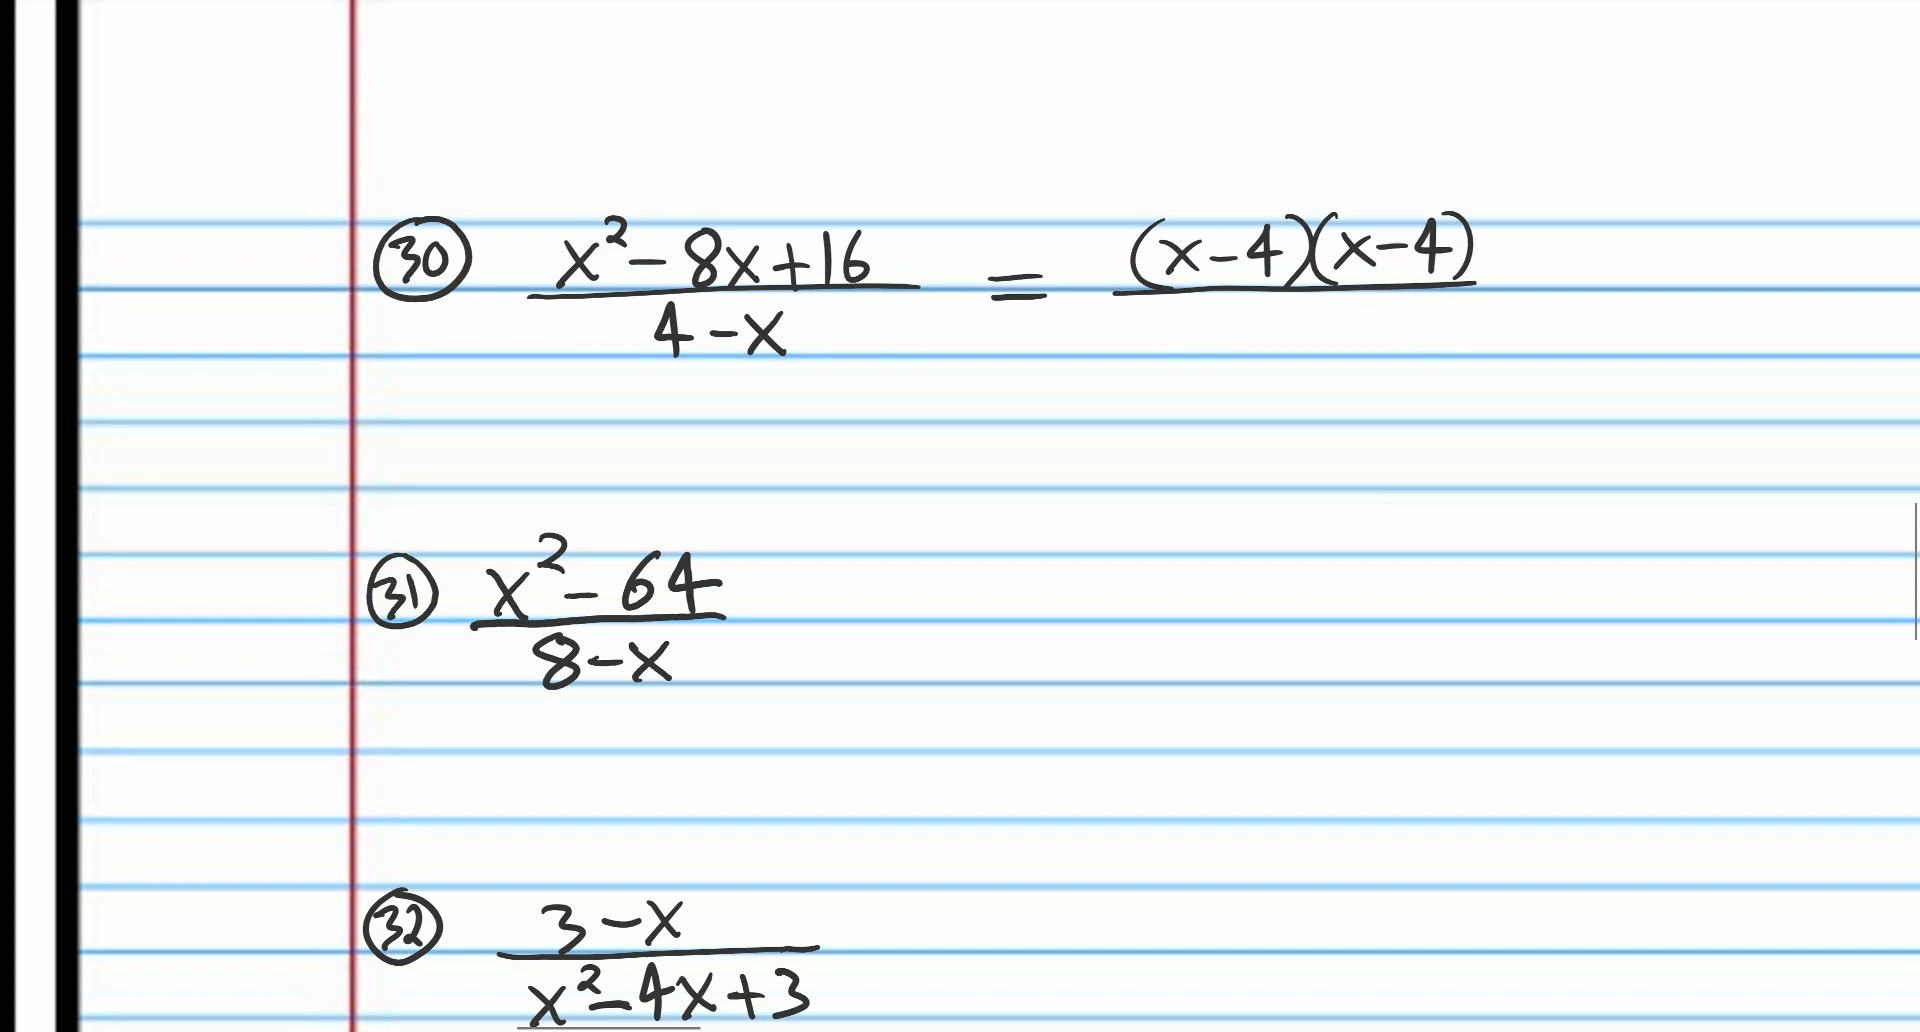 ㉚ (x² - 8x + 16)/(4 - x) = (x - 4)(x - 4)/
㉛ (x² - 64)/(8 - x)
㉜ (3 - x)/(x² - 4x + 3)